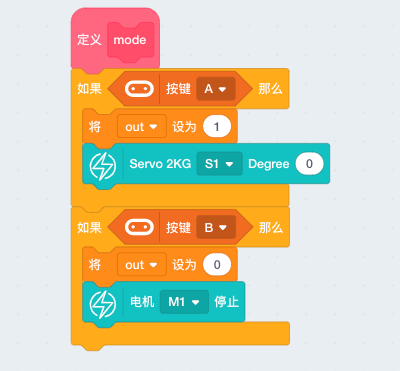 定义 mode
如果 按键 A 那么
将 out 设为 1
Servo 2KG S1 Degree 0
如果 按键 B 那么
将 out 设为 0
电机 M1 停止